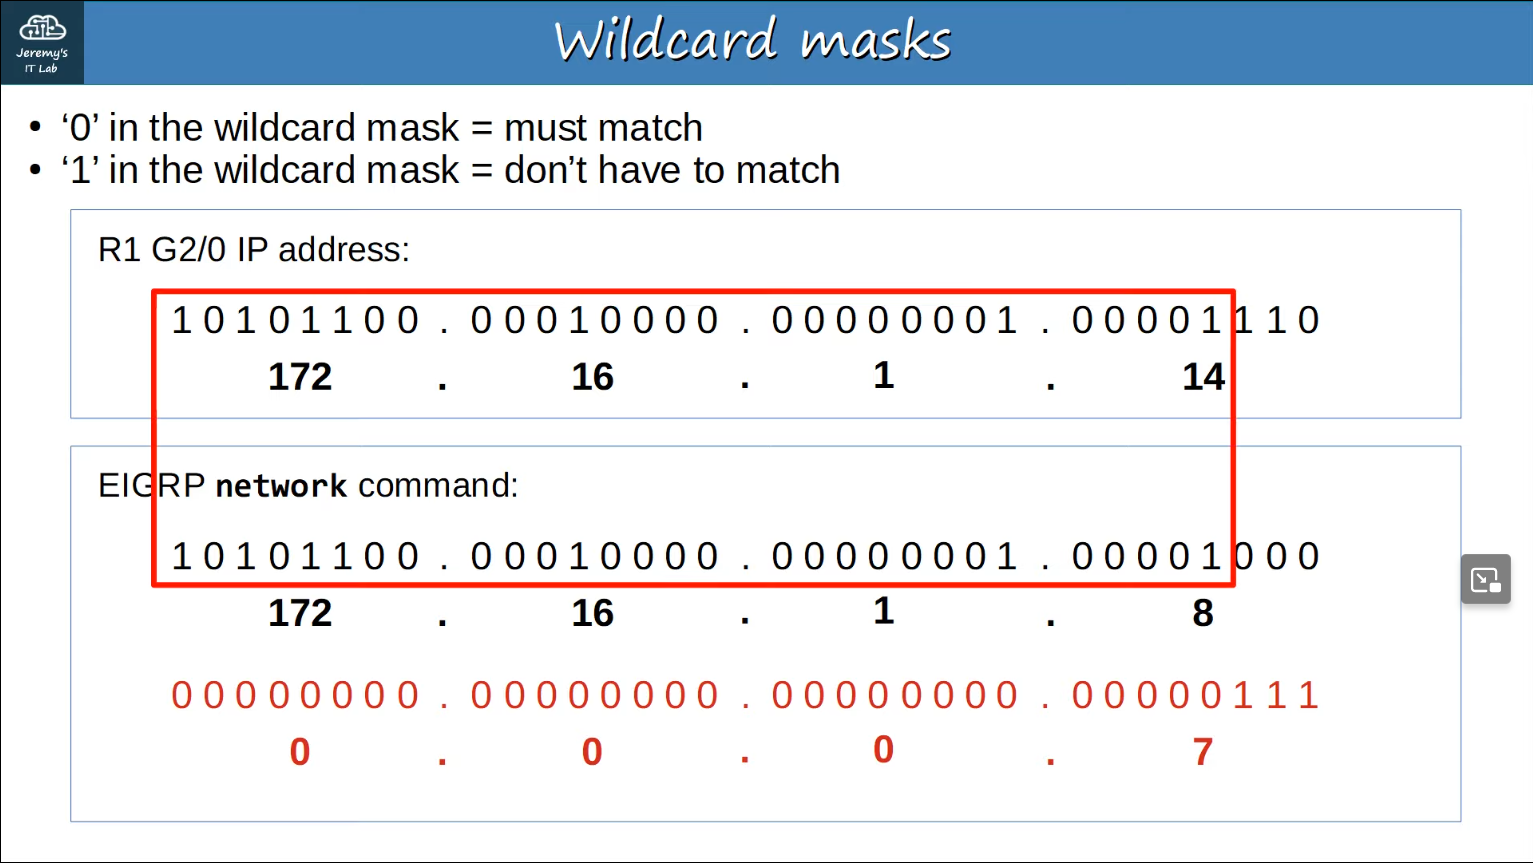 Jeremy's
IT Lab
Wildcard masks
• ‘0’ in the wildcard mask = must match
• ‘1’ in the wildcard mask = don’t have to match
R1 G2/0 IP address:
1 0 1 0 1 1 0 0 . 0 0 0 1 0 0 0 0 . 0 0 0 0 0 0 0 1 . 0 0 0 0 1 1 1 0
172 . 16 . 1 . 14
EIGRP network command:
1 0 1 0 1 1 0 0 . 0 0 0 1 0 0 0 0 . 0 0 0 0 0 0 0 1 . 0 0 0 0 1 0 0 0
172 . 16 . 1 . 8
0 0 0 0 0 0 0 0 . 0 0 0 0 0 0 0 0 . 0 0 0 0 0 0 0 0 . 0 0 0 0 0 1 1 1
0 . 0 . 0 . 7